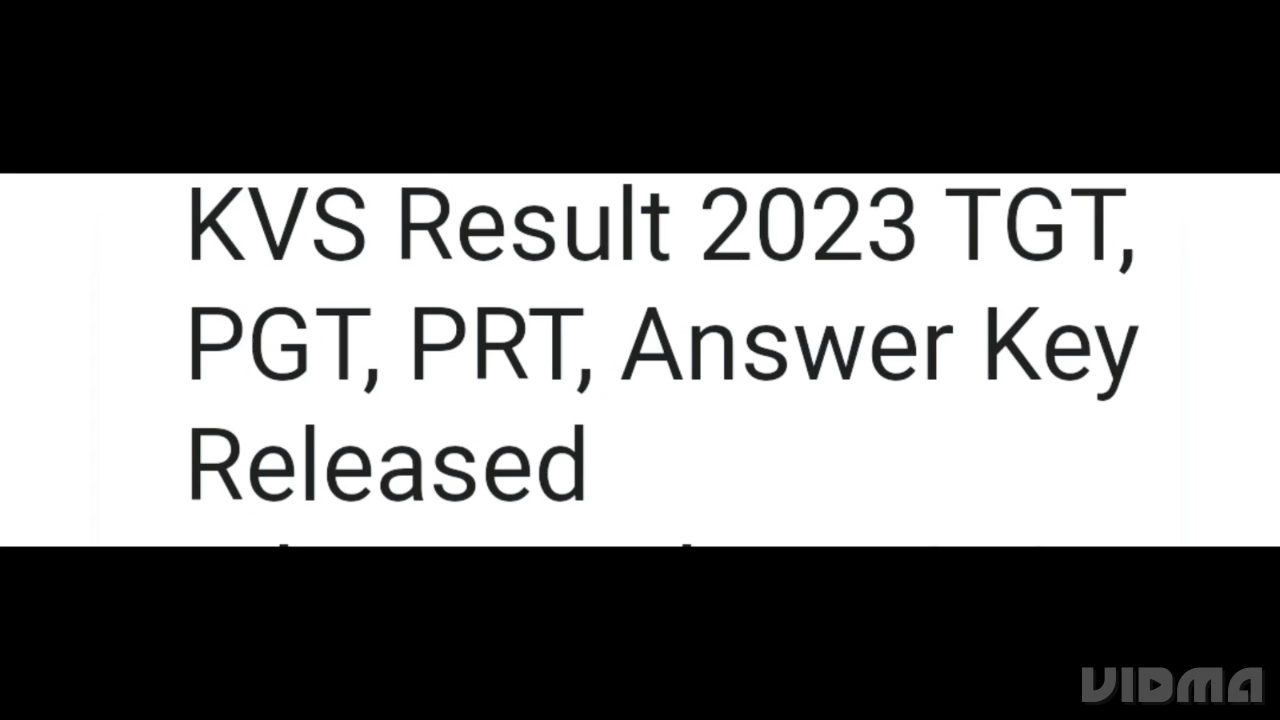 KVS Result 2023 TGT,
PGT, PRT, Answer Key
Released
VIDMA